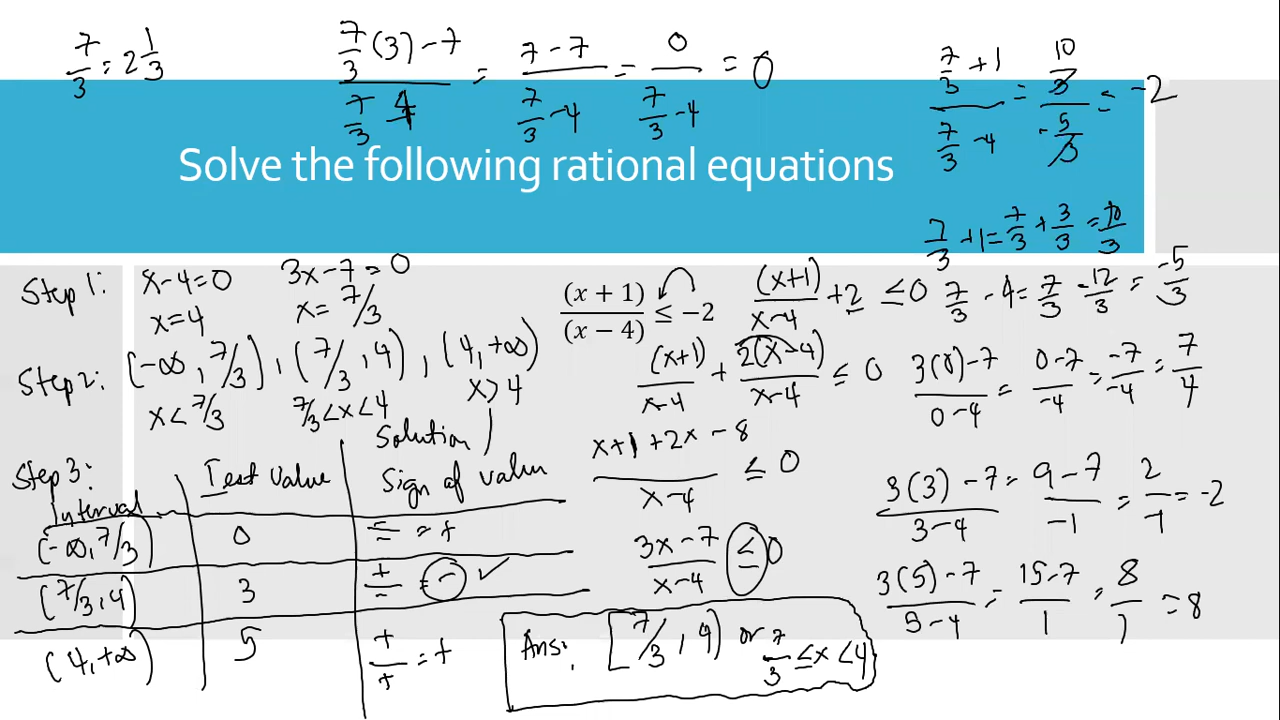 7/3 = 2 1/3
(7/3 (3) - 7)/(7/3 - 4) = (7 - 7)/(7/3 - 4) = 0/(7/3 - 4) = 0
(7/3 + 1)/(7/3 - 4) = (10/3)/(-5/3) = -2
Solve the following rational equations
7/3 + 1 = 7/3 + 3/3 = 10/3
7/3 - 4 = 7/3 - 12/3 = -5/3
Step 1:
x-4=0
x=4
3x-7=0
x= 7/3
(x + 1)/(x − 4) ≤ −2
(x+1)/(x-4) + 2 ≤ 0
(x+1)/(x-4) + 2(x-4)/(x-4) ≤ 0
(x+1+2x-8)/(x-4) ≤ 0
(3x-7)/(x-4) ≤ 0
Step 2:
(-∞, 7/3), (7/3, 4), (4, +∞)
x< 7/3
7/3 <x<4
x>4
Step 3:
Interval
Test Value
Solution /
Sign of value
(-∞, 7/3)
0
-/- = +
(7/3, 4)
3
+/- = - ✓
(4, +∞)
5
+/+ = +
(3(0)-7)/(0-4) = (0-7)/-4 = -7/-4 = 7/4
(3(3)-7)/(3-4) = (9-7)/-1 = 2/-1 = -2
(3(5)-7)/(5-4) = (15-7)/1 = 8/1 = 8
Ans: [7/3, 4) or 7/3 ≤x<4